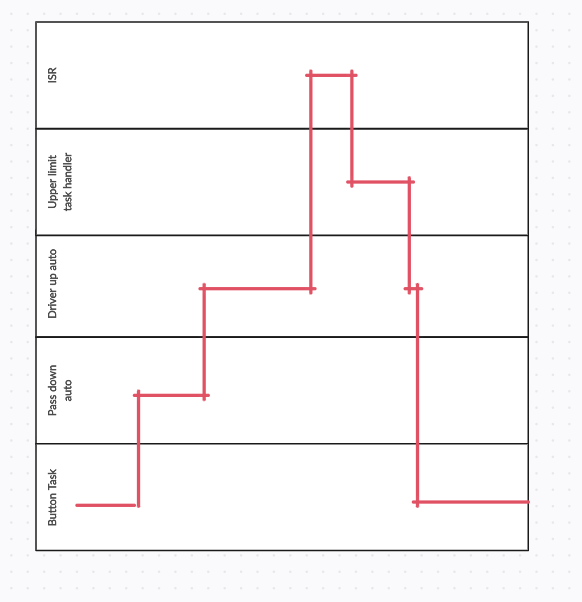 ISR
Upper limit
task handler
Driver up auto
Pass down
auto
Button Task